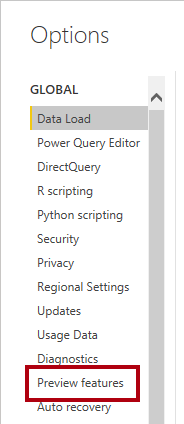 Options
GLOBAL
Data Load
Power Query Editor
DirectQuery
R scripting
Python scripting
Security
Privacy
Regional Settings
Updates
Usage Data
Diagnostics
Preview features
Auto recovery